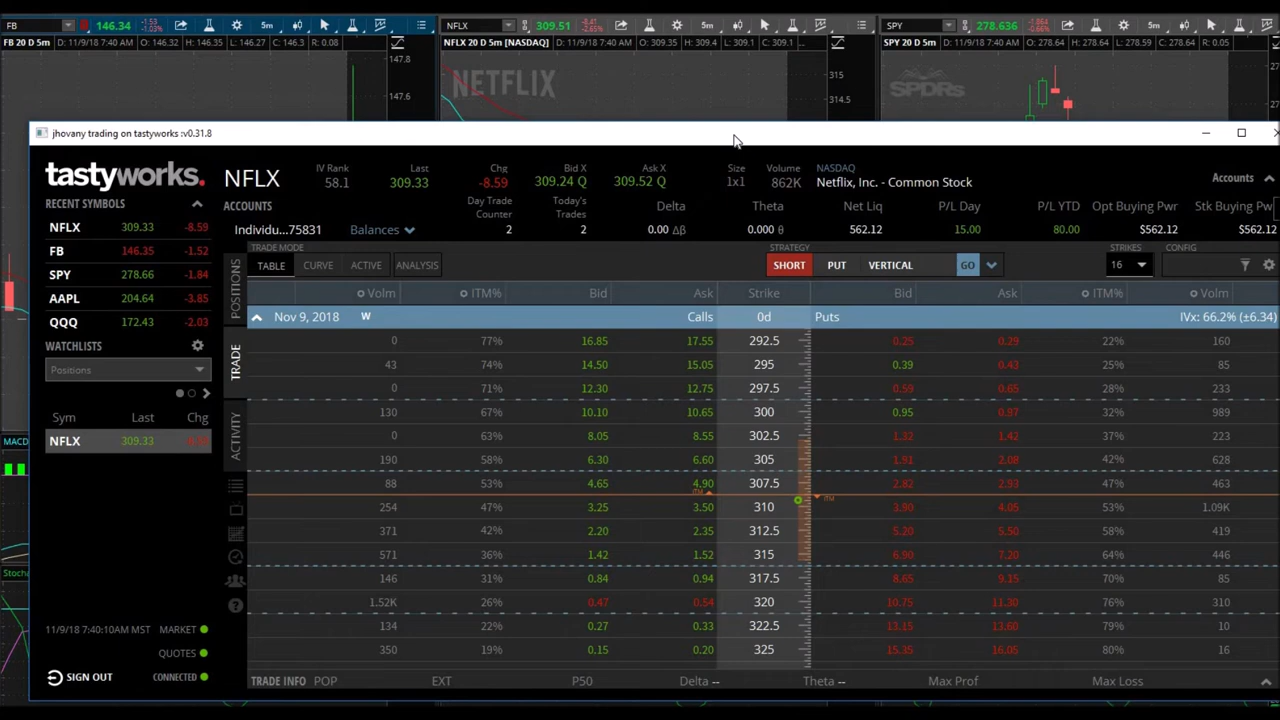 FB 146.34 -1.53 -1.03% 5m
NFLX 309.51 -8.41 -2.65% 5m
SPY 278.636 -1.864 -0.66% 5m
FB 20 D 5m D: 11/9/18 7:40 AM O: 146.32 H: 146.35 L: 146.27 C: 146.3 R: 0.08
NFLX 20 D 5m [NASDAQ] D: 11/9/18 7:40 AM O: 309.35 H: 309.4 L: 309.1 C: 309.1 ...
SPY 20 D 5m D: 11/9/18 7:40 AM O: 278.64 H: 278.64 L: 278.59 C: 278.64 R: 0.05
147.8
147.6
NETFLIX
315
314.5
SPDRs
jhovany trading on tastyworks :v0.31.8
tastyworks.
RECENT SYMBOLS
NFLX 309.33 -8.59
FB 146.35 -1.52
SPY 278.66 -1.84
AAPL 204.64 -3.85
QQQ 172.43 -2.03
WATCHLISTS
Positions
Sym Last Chg
NFLX 309.33
11/9/18 7:40:10AM MST MARKET
QUOTES
SIGN OUT CONNECTED
MACD
Stoch
NFLX
IV Rank 58.1
Last 309.33
Chg -8.59
Bid X 309.24 Q
Ask X 309.52 Q
Size 1x1
Volume 862K
NASDAQ
Netflix, Inc. - Common Stock
Accounts
ACCOUNTS
Individu...75831 Balances
Day Trade Counter 2
Today's Trades 2
Delta 0.00 Δβ
Theta 0.000 θ
Net Liq 562.12
P/L Day 15.00
P/L YTD 80.00
Opt Buying Pwr $562.12
Stk Buying Pw $562.12
POSITIONS
TRADE
ACTIVITY
TRADE MODE
TABLE CURVE ACTIVE ANALYSIS
STRATEGY
SHORT PUT VERTICAL GO
STRIKES
16
CONFIG
Volm ITM% Bid Ask Strike Bid Ask ITM% Volm
Nov 9, 2018 W Calls 0d Puts IVx: 66.2% (±6.34)
0 77% 16.85 17.55 292.5 0.25 0.29 22% 160
43 74% 14.50 15.05 295 0.39 0.43 25% 85
0 71% 12.30 12.75 297.5 0.59 0.65 28% 233
130 67% 10.10 10.65 300 0.95 0.97 32% 989
0 63% 8.05 8.55 302.5 1.32 1.42 37% 223
190 58% 6.30 6.60 305 1.91 2.08 42% 628
88 53% 4.65 4.90 307.5 2.82 2.93 47% 463
ITM ITM
254 47% 3.25 3.50 310 3.90 4.05 53% 1.09K
371 42% 2.20 2.35 312.5 5.20 5.50 58% 419
571 36% 1.42 1.52 315 6.90 7.20 64% 446
146 31% 0.84 0.94 317.5 8.65 9.15 70% 85
1.52K 26% 0.47 0.54 320 10.75 11.30 76% 310
134 22% 0.27 0.33 322.5 13.15 13.60 79% 10
350 19% 0.15 0.20 325 15.35 16.05 80% 16
TRADE INFO POP EXT P50 Delta -- Theta -- Max Prof Max Loss